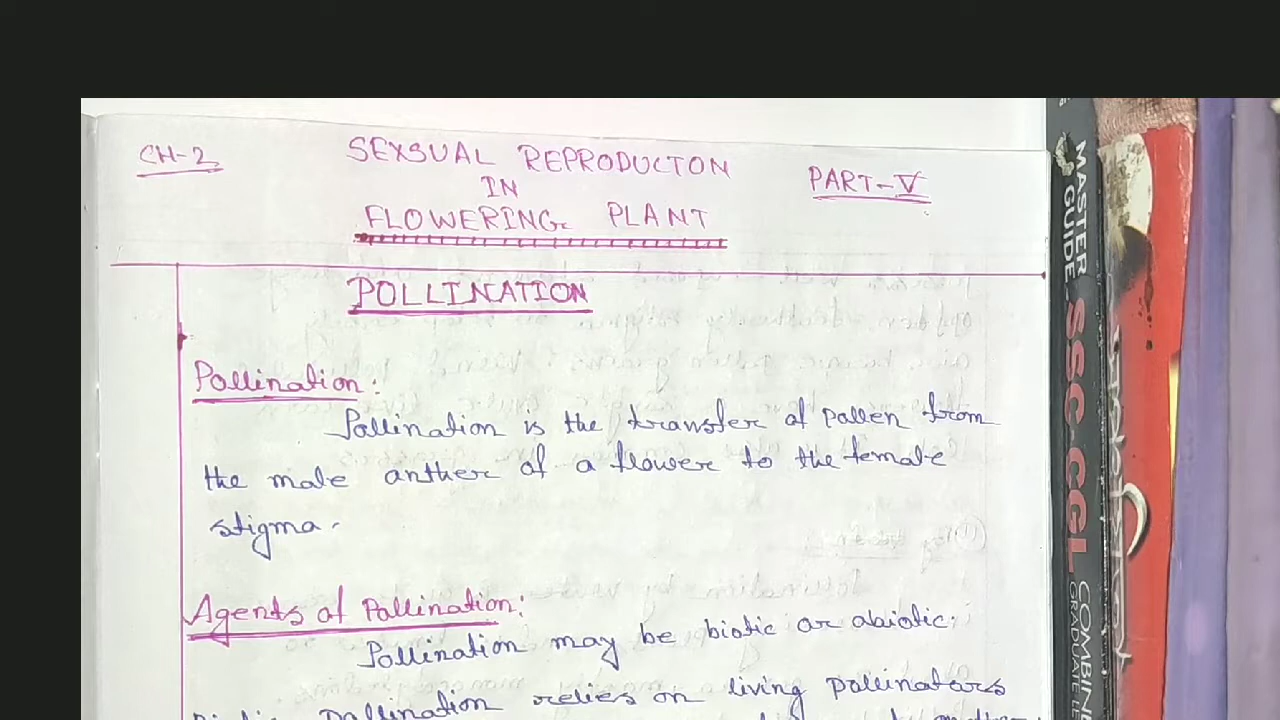 CH-2
SEXSUAL REPRODUCTON
IN
FLOWERING PLANT
PART-V
POLLINATION
Pollination:
Pollination is the transfer of pollen from
the male anther of a flower to the female
stigma.
Agents of Pollination:
Pollination may be biotic or abiotic.
pollination relies on living pollinators
MASTER
GUIDE
SSC-CGL
COMBIN
GRADUATE LE